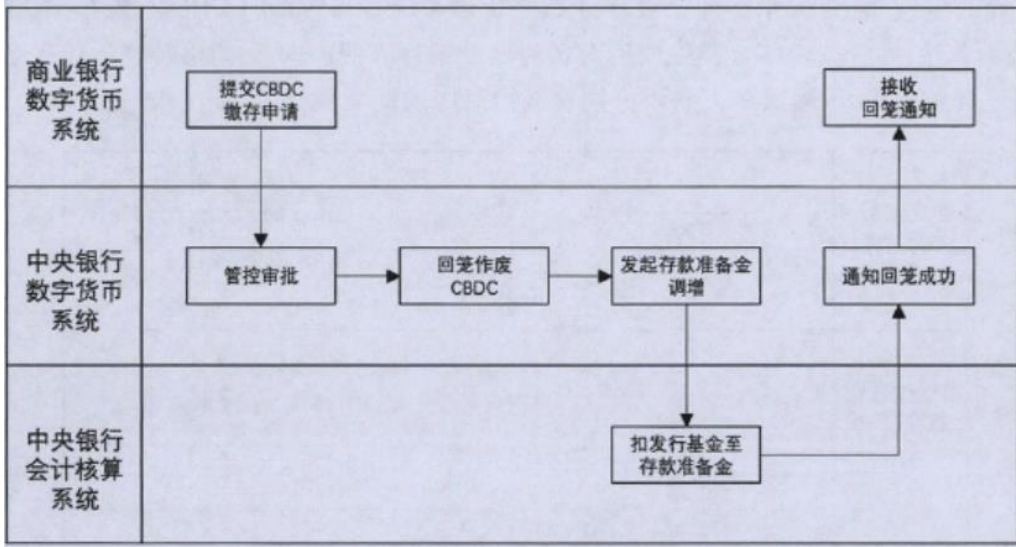 商业银行
数字货币
系统
提交CBDC
缴存申请
接收
回笼通知
中央银行
数字货币
系统
管控审批
回笼作废
CBDC
发起存款准备金
调增
通知回笼成功
中央银行
会计核算
系统
扣发行基金至
存款准备金